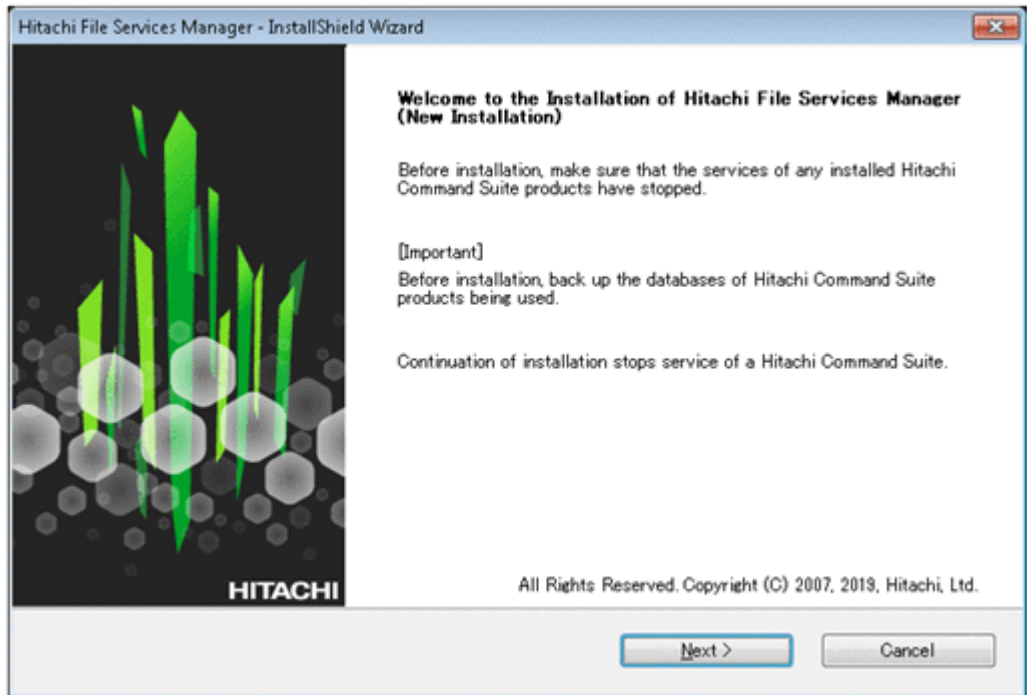 Hitachi File Services Manager - InstallShield Wizard
Welcome to the Installation of Hitachi File Services Manager
(New Installation)
Before installation, make sure that the services of any installed Hitachi
Command Suite products have stopped.
[Important]
Before installation, back up the databases of Hitachi Command Suite
products being used.
Continuation of installation stops service of a Hitachi Command Suite.
HITACHI
All Rights Reserved. Copyright (C) 2007, 2019, Hitachi, Ltd.
Next >
Cancel